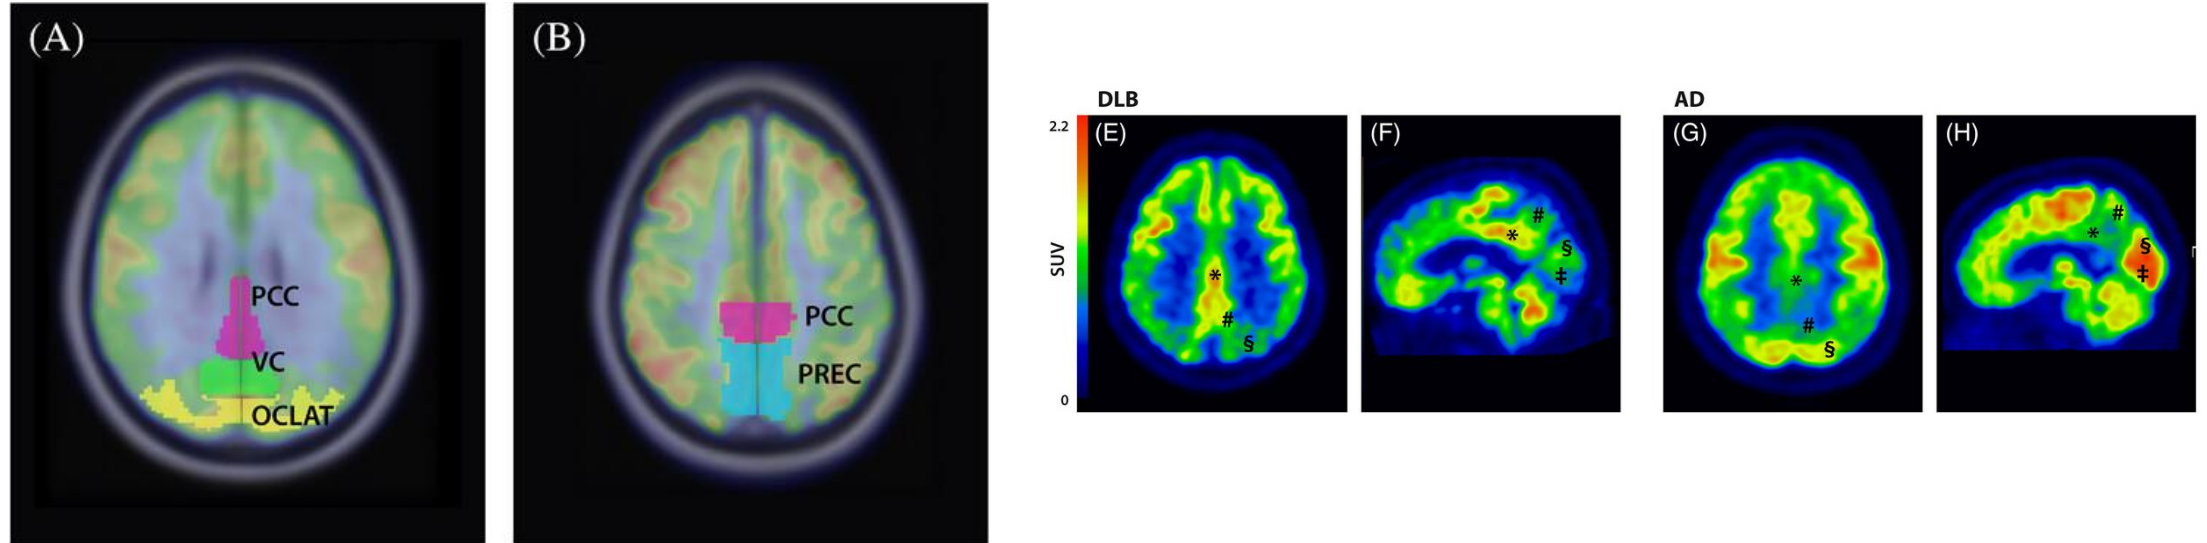 (A)
PCC
VC
OCLAT
(B)
PCC
PREC
DLB
2.2
SUV
0
(E)
*
#
§
(F)
#
*
§
‡
AD
(G)
*
#
§
(H)
#
*
§
‡